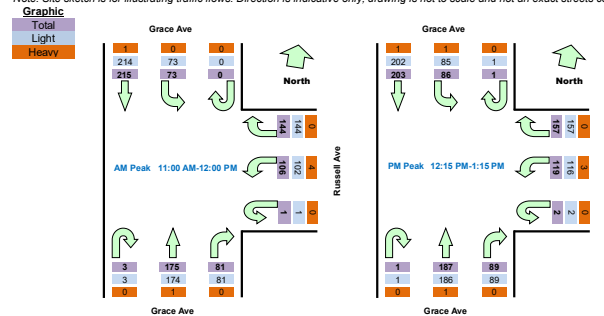 Note: Site sketch is for illustrating traffic flows. Direction is indicative only, drawing is not to scale and not an exact streets co
Graphic
Total
Light
Heavy
Grace Ave
1 0 0
214 73 0
215 73 0
North
144 144 0
AM Peak 11:00 AM-12:00 PM
106 102 4
1 1 0
3 175 81
3 174 81
0 1 0
Grace Ave
Russell Ave
Grace Ave
1 1 0
202 85 1
203 86 1
North
157 157 0
PM Peak 12:15 PM-1:15 PM
119 116 3
2 2 0
1 187 89
1 186 89
0 1 0
Grace Ave